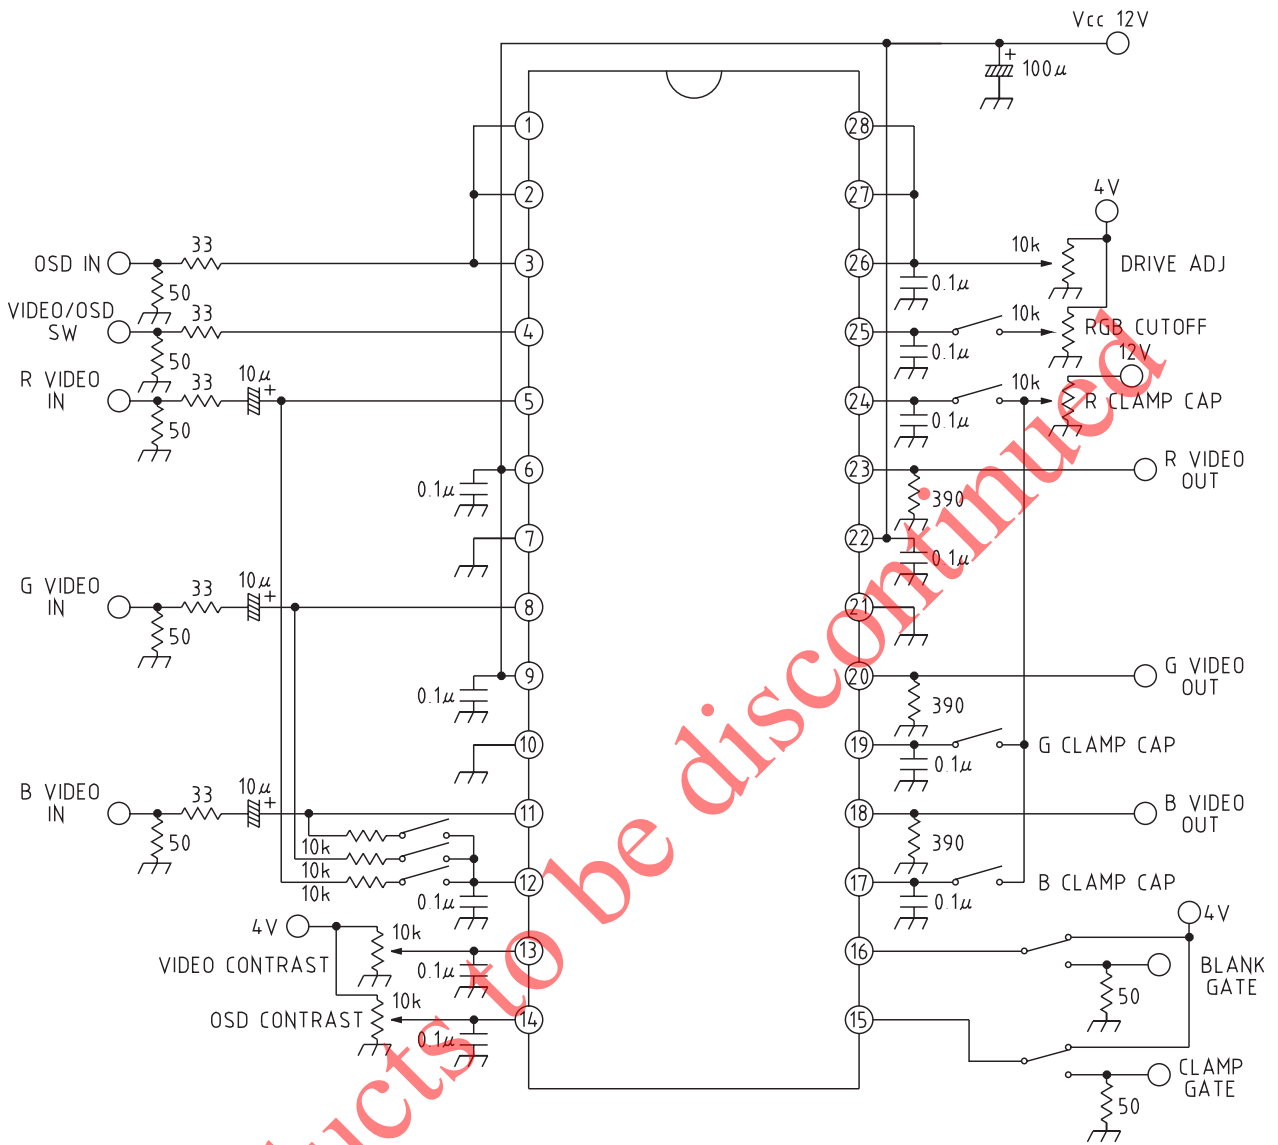 Vcc 12V
+
100μ
1
28
2
27
4V
33
10k
OSD IN
3
26
DRIVE ADJ
50
0.1μ
VIDEO/OSD
SW
33
4
25
10k
RGB CUTOFF
50
0.1μ
12V
R VIDEO
IN
33
10μ
+
5
24
10k
R CLAMP CAP
50
0.1μ
6
23
R VIDEO
OUT
0.1μ
390
7
22
0.1μ
G VIDEO
IN
33
10μ
+
8
21
50
9
20
G VIDEO
OUT
0.1μ
390
10
19
G CLAMP CAP
0.1μ
B VIDEO
IN
33
10μ
+
11
18
B VIDEO
OUT
50
390
10k
10k
10k
12
17
B CLAMP CAP
0.1μ
0.1μ
4V
10k
4V
VIDEO CONTRAST
13
16
BLANK
GATE
0.1μ
50
10k
OSD CONTRAST
14
15
0.1μ
CLAMP
GATE
50
ucts to be discontinued